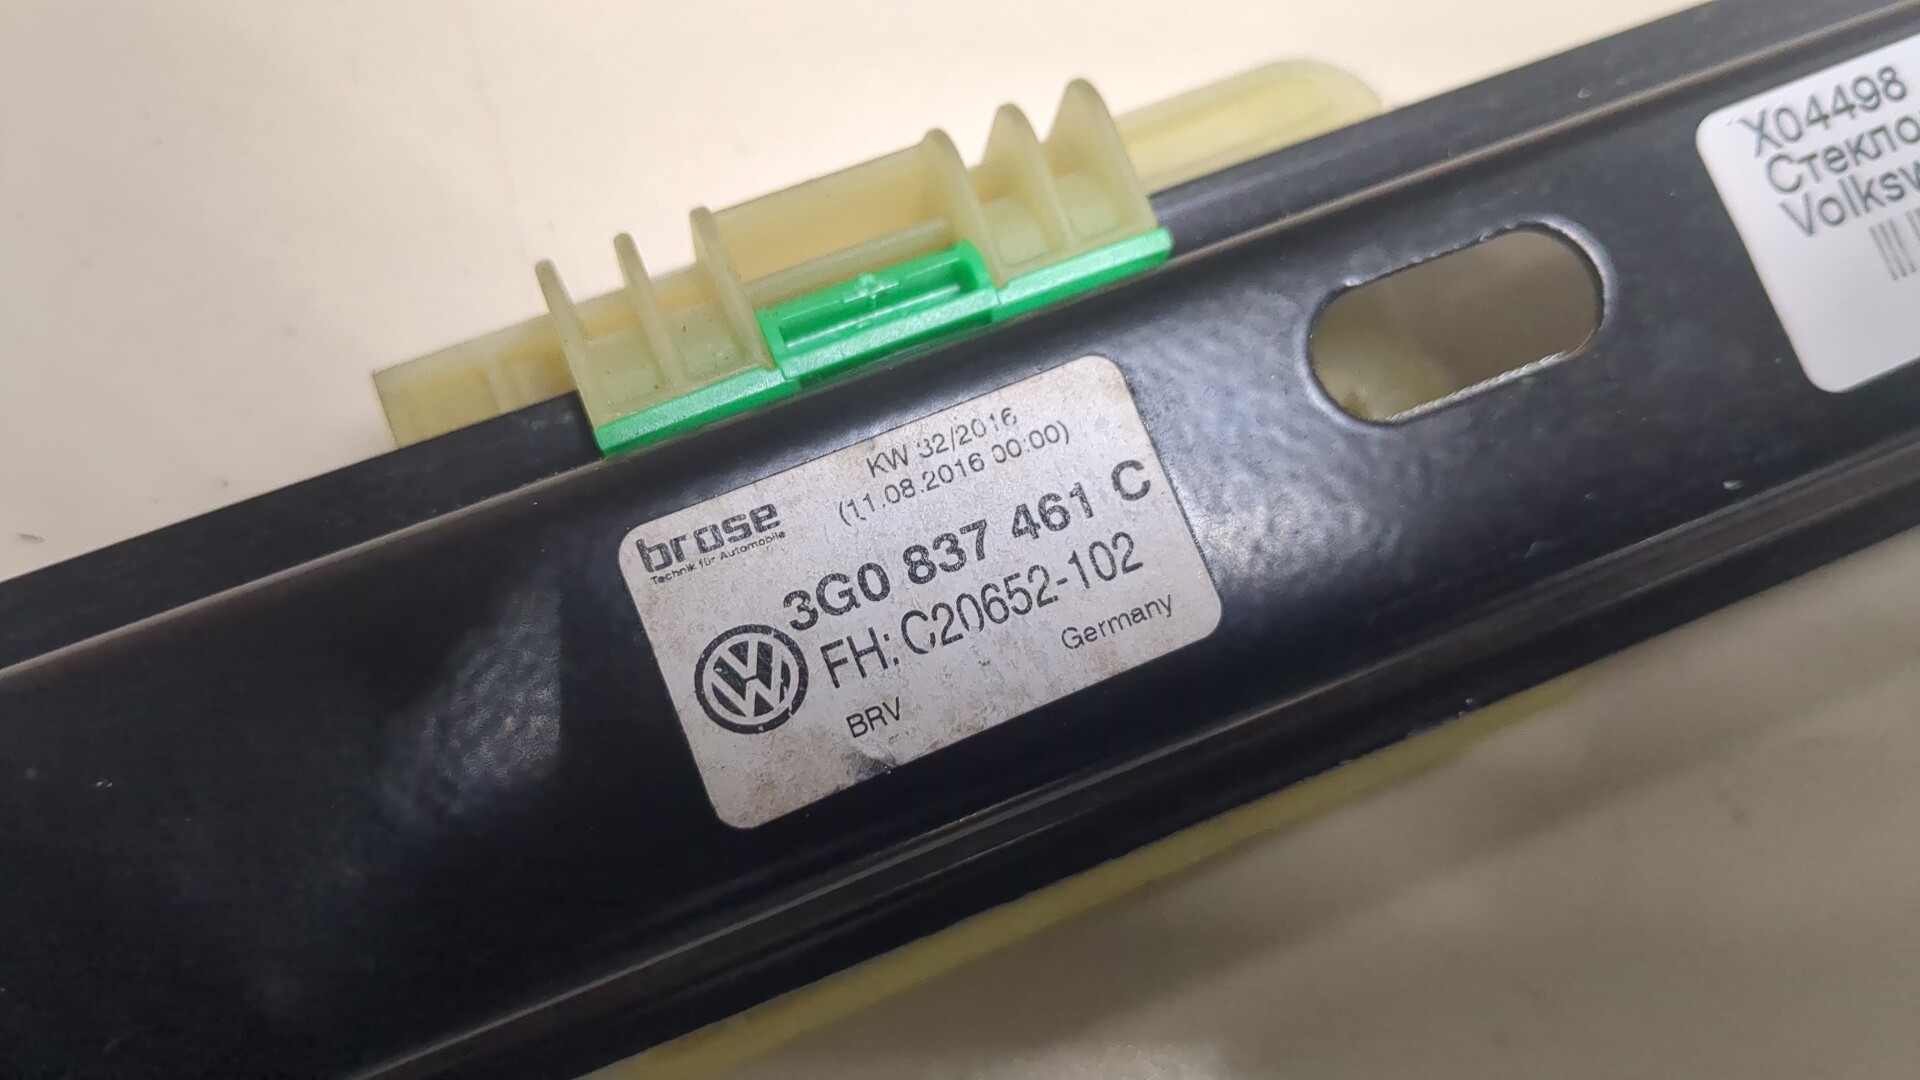 KW 32/2016
(11.08.2016 00:00)
brose
Technik für Automobile
3G0 837 461 C
FH: C20652-102
Germany
BRV
X04498
Стекло
Volksw